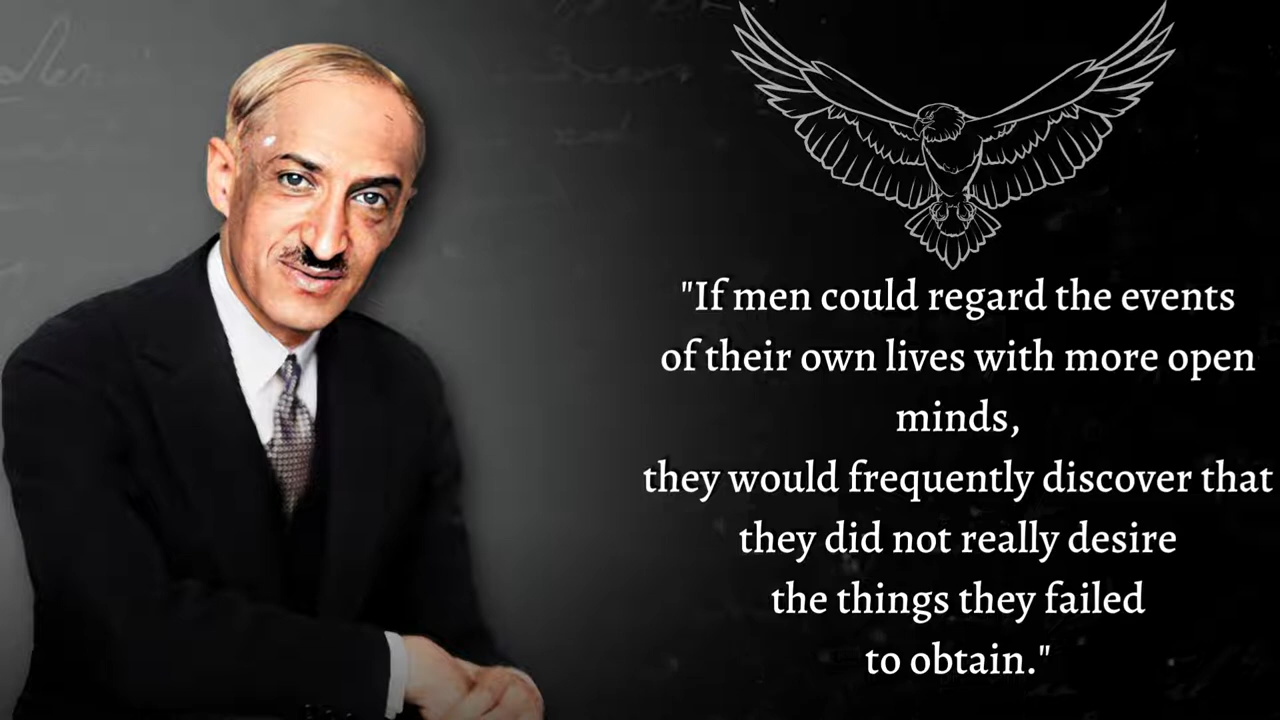 "If men could regard the events
of their own lives with more open
minds,
they would frequently discover that
they did not really desire
the things they failed
to obtain."